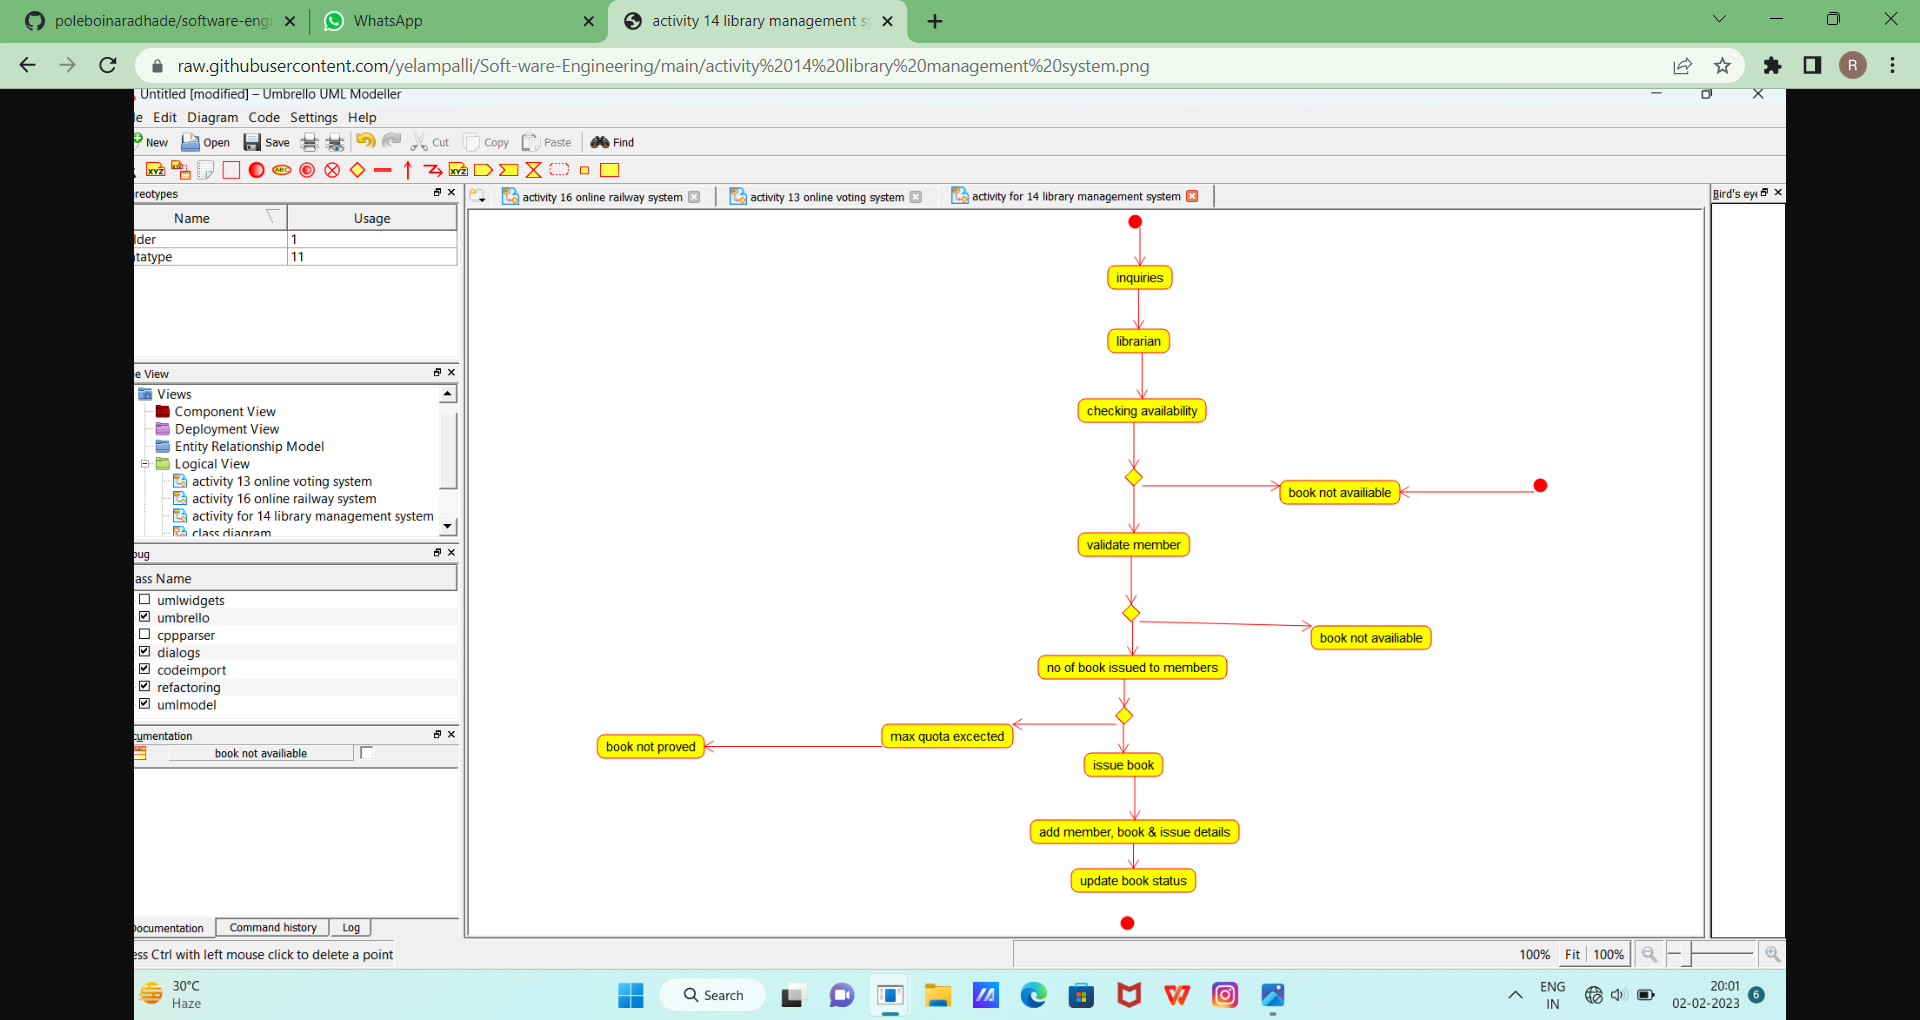 poleboinaradhade/software-engi
WhatsApp
activity 14 library management sy
raw.githubusercontent.com/yelampalli/Soft-ware-Engineering/main/activity%2014%20library%20management%20system.png
R
Untitled [modified] – Umbrello UML Modeller
le Edit Diagram Code Settings Help
New Open Save Cut Copy Paste Find
XYZ XYZ ABC XYZ
reotypes
activity 16 online railway system
activity 13 online voting system
activity for 14 library management system
Bird's eye
Name Usage
lder 1
tatype 11
inquiries
librarian
e View
Views
Component View
Deployment View
Entity Relationship Model
Logical View
activity 13 online voting system
activity 16 online railway system
activity for 14 library management system
class diagram
checking availability
book not availiable
validate member
bug
ass Name
umlwidgets
umbrello
cppparser
dialogs
codeimport
refactoring
umlmodel
book not availiable
no of book issued to members
max quota excected
book not proved
issue book
add member, book & issue details
update book status
cumentation
book not availiable
Documentation Command history Log
ess Ctrl with left mouse click to delete a point
100% Fit 100%
30°C
Haze
Search
ENG
IN
20:01
02-02-2023
6